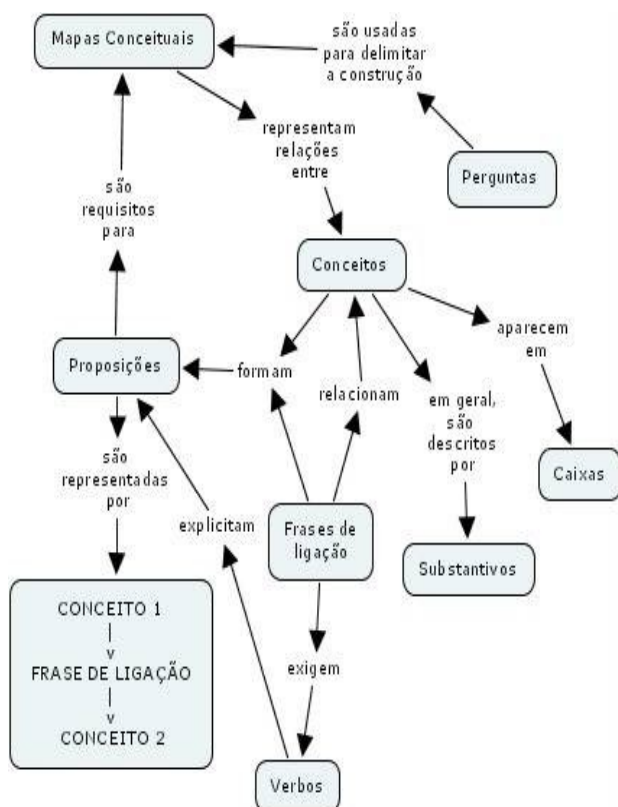 Mapas Conceituais
são usadas
para delimitar
a construção
representam
relações
entre
Perguntas
são
requisitos
para
Conceitos
aparecem
em
Proposições
formam
relacionam
em geral,
são
descritos
por
são
representadas
por
Caixas
explicitam
Frases de
ligação
Substantivos
CONCEITO 1
|
v
FRASE DE LIGAÇÃO
|
v
CONCEITO 2
exigem
Verbos